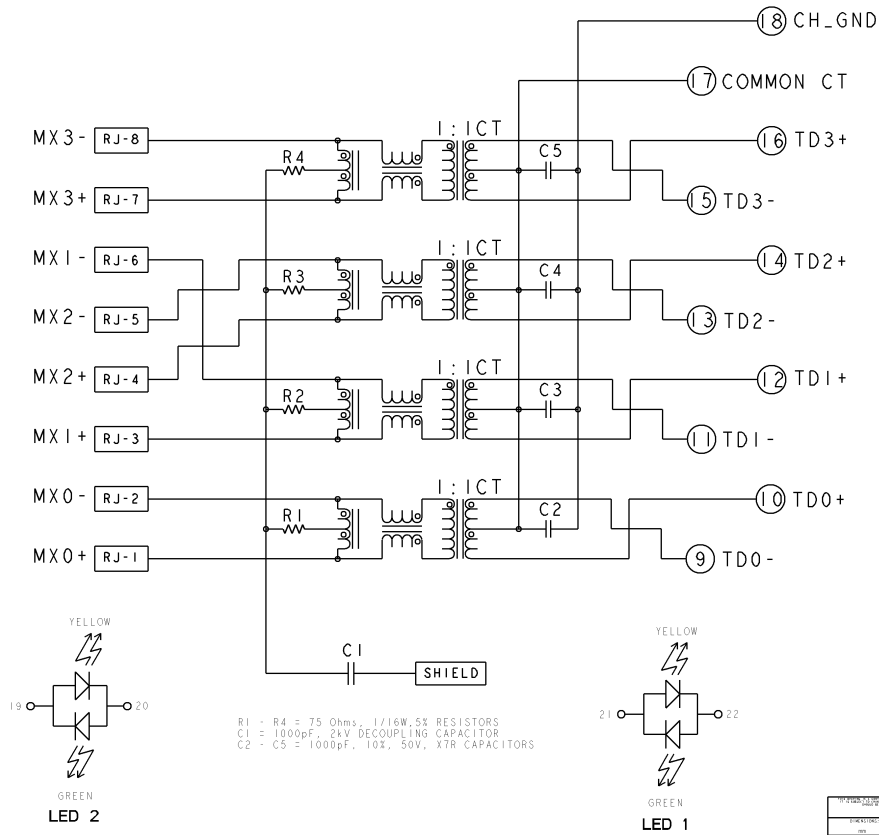 18 CH_GND
17 COMMON CT
1:1CT
MX3- RJ-8
16 TD3+
R4
C5
MX3+ RJ-7
15 TD3-
1:1CT
MX1- RJ-6
14 TD2+
R3
C4
MX2- RJ-5
13 TD2-
1:1CT
MX2+ RJ-4
12 TD1+
R2
C3
MX1+ RJ-3
11 TD1-
1:1CT
MX0- RJ-2
10 TD0+
R1
C2
MX0+ RJ-1
9 TD0-
C1
SHIELD
YELLOW
19
20
GREEN
LED 2
R1 - R4 = 75 Ohms, 1/16W,5% RESISTORS
C1 = 1000pF, 2kV DECOUPLING CAPACITOR
C2 - C5 = 1000pF, 10%, 50V, X7R CAPACITORS
YELLOW
21
22
GREEN
LED 1
DIMENSIONS:
mm